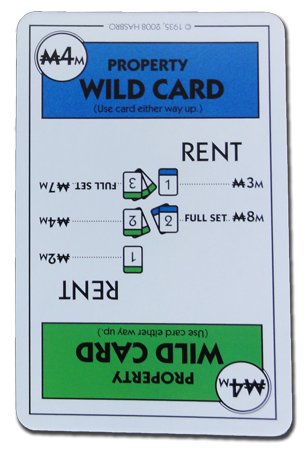 © 1935, 2008 HASBRO
₩4M
PROPERTY
WILD CARD
(Use card either way up.)
RENT
1 ₩3M
2 FULL SET ₩8M
RENT
1 ₩2M
2 ₩4M
3 FULL SET ₩7M
₩4M
PROPERTY
WILD CARD
(Use card either way up.)